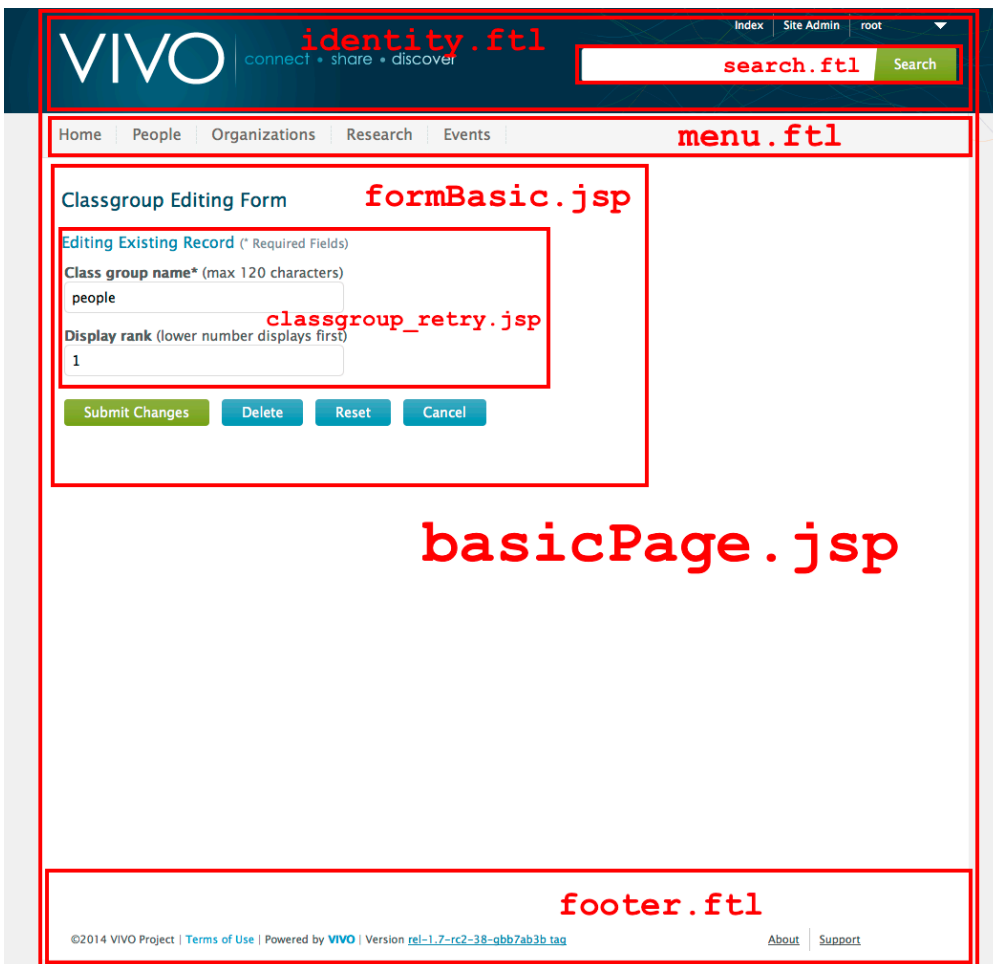 Index Site Admin root
identity.ftl
VIVO connect • share • discover
search.ftl Search
Home People Organizations Research Events
menu.ftl
formBasic.jsp
Classgroup Editing Form
Editing Existing Record (* Required Fields)
Class group name* (max 120 characters)
people
classgroup_retry.jsp
Display rank (lower number displays first)
1
Submit Changes Delete Reset Cancel
basicPage.jsp
footer.ftl
©2014 VIVO Project | Terms of Use | Powered by VIVO | Version rel-1.7-rc2-38-gbb7ab3b tag About Support